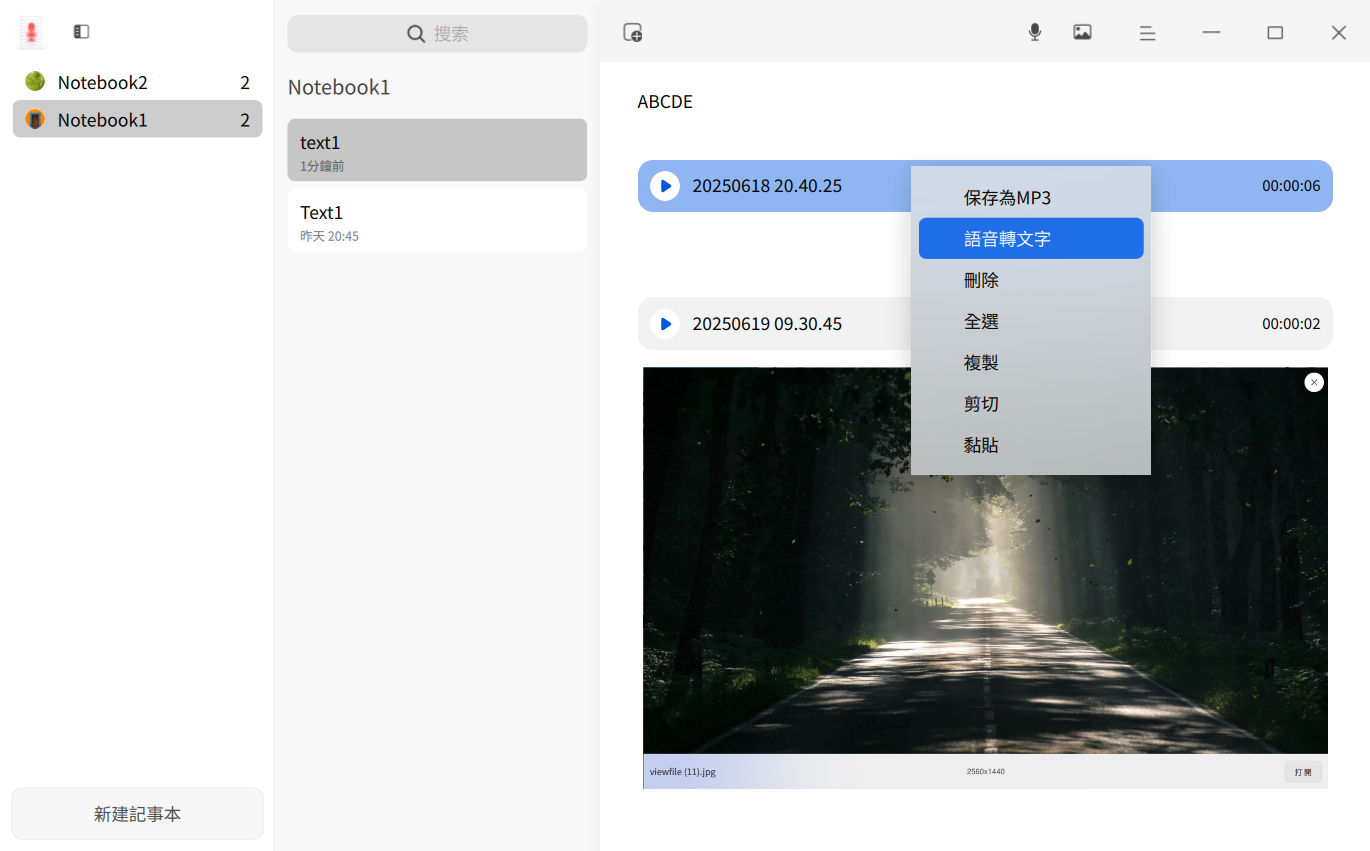 Notebook2 2
Notebook1 2
新建記事本
搜索
Notebook1
text1
1分鐘前
Text1
昨天 20:45
ABCDE
20250618 20.40.25 00:00:06
保存為MP3
語音轉文字
刪除
全選
複製
剪切
黏貼
20250619 09.30.45 00:00:02
viewfile (11).jpg 2560x1440 打開